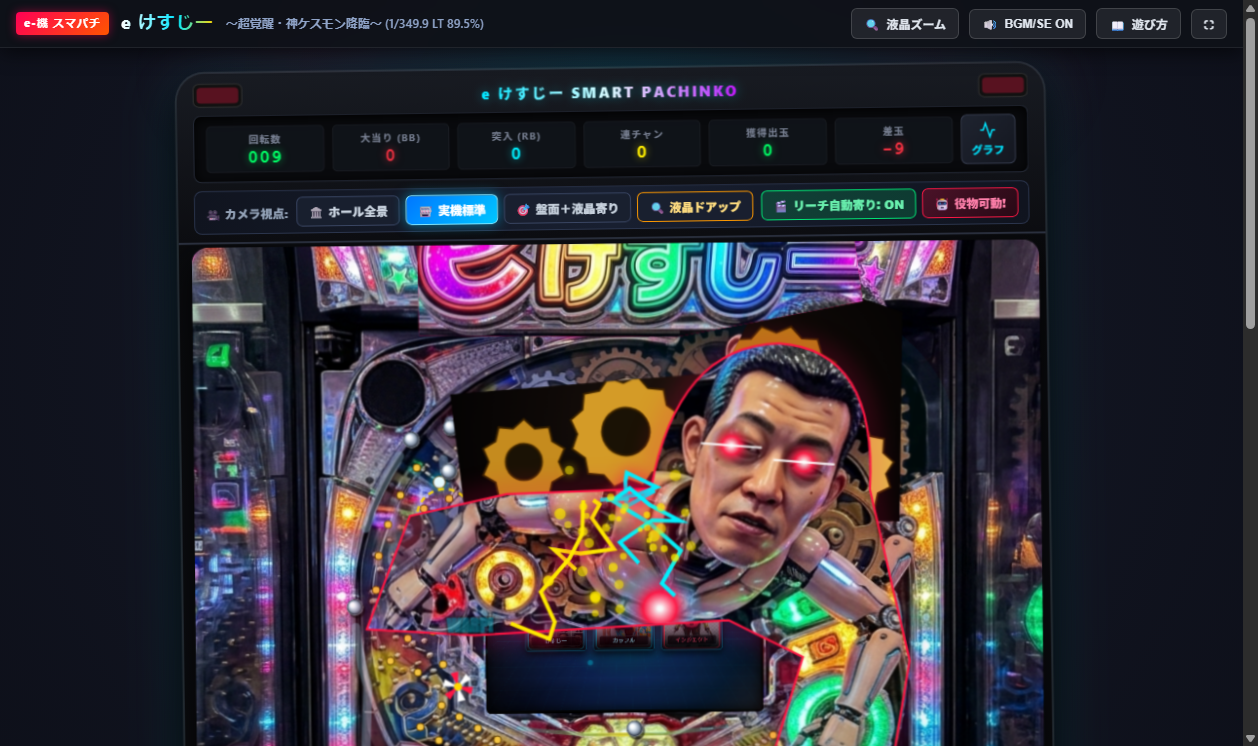 e-機 スマパチ
e けすじー
～超覚醒・神ケスモン降臨～ (1/349.9 LT 89.5%)
液晶ズーム
BGM/SE ON
遊び方
e けすじー SMART PACHINKO
回転数
009
大当り (BB)
0
突入 (RB)
0
連チャン
0
獲得出玉
0
差玉
-9
グラフ
カメラ視点:
ホール全景
実機標準
盤面＋液晶寄り
液晶ドアップ
リーチ自動寄り: ON
役物可動!
eけすじー